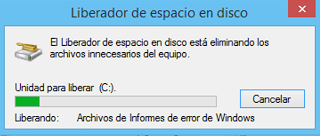 Liberador de espacio en disco
El Liberador de espacio en disco está eliminando los
archivos innecesarios del equipo.
Unidad para liberar (C:).
Cancelar
Liberando: Archivos de Informes de error de Windows